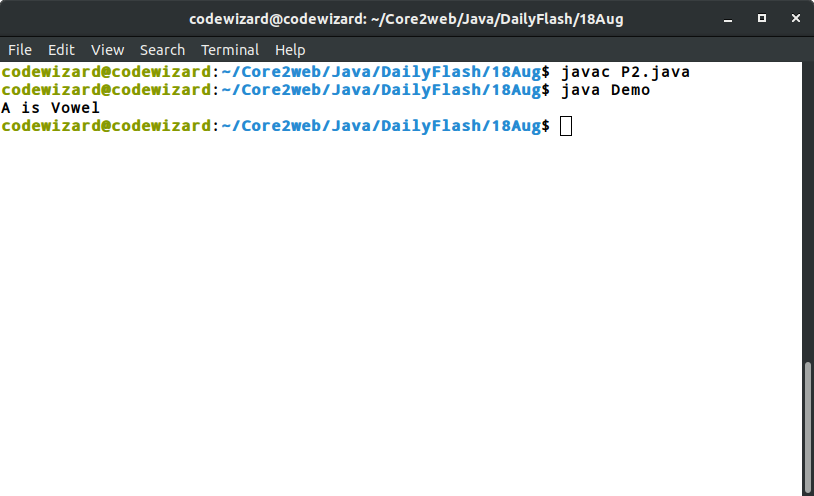 codewizard@codewizard: ~/Core2web/Java/DailyFlash/18Aug
File Edit View Search Terminal Help
codewizard@codewizard:~/Core2web/Java/DailyFlash/18Aug$ javac P2.java
codewizard@codewizard:~/Core2web/Java/DailyFlash/18Aug$ java Demo
A is Vowel
codewizard@codewizard:~/Core2web/Java/DailyFlash/18Aug$